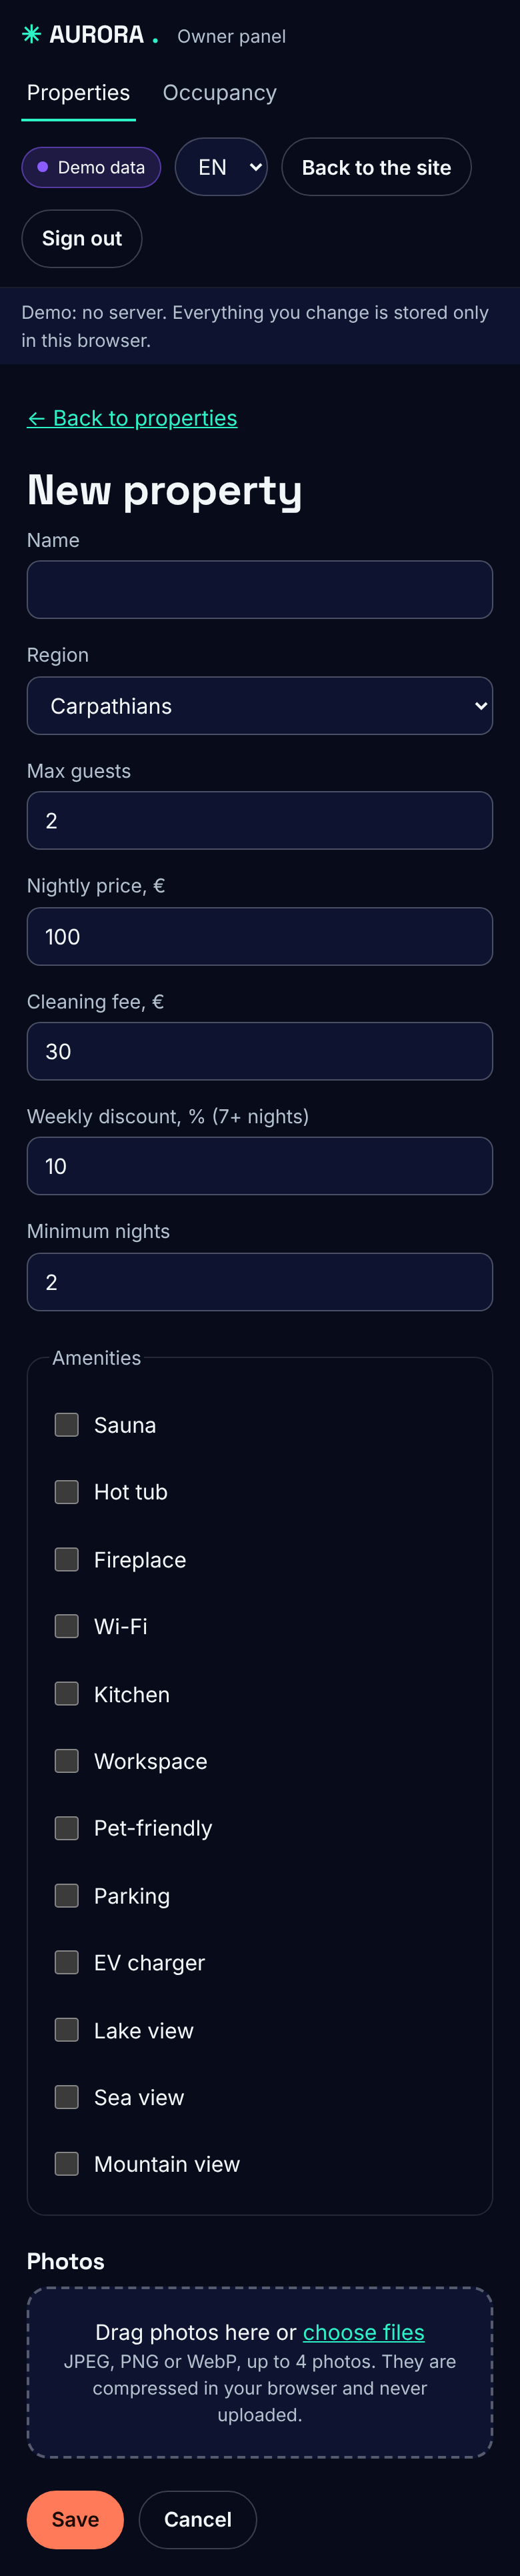 AURORA . Owner panel
Properties Occupancy
Demo data EN Back to the site
Sign out
Demo: no server. Everything you change is stored only
in this browser.
← Back to properties
New property
Name
Region
Carpathians
Max guests
2
Nightly price, €
100
Cleaning fee, €
30
Weekly discount, % (7+ nights)
10
Minimum nights
2
Amenities
Sauna
Hot tub
Fireplace
Wi-Fi
Kitchen
Workspace
Pet-friendly
Parking
EV charger
Lake view
Sea view
Mountain view
Photos
Drag photos here or choose files
JPEG, PNG or WebP, up to 4 photos. They are
compressed in your browser and never
uploaded.
Save Cancel